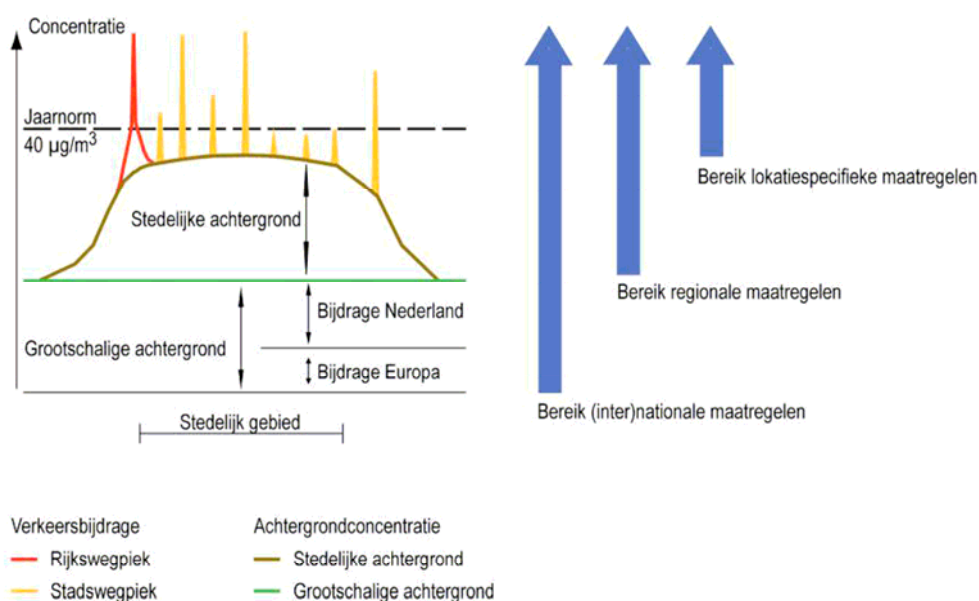 Concentratie
Jaarnorm
40 µg/m³
Stedelijke achtergrond
Bijdrage Nederland
Grootschalige achtergrond
Bijdrage Europa
Stedelijk gebied
Bereik lokatiespecifieke maatregelen
Bereik regionale maatregelen
Bereik (inter)nationale maatregelen
Verkeersbijdrage
Rijkswegpiek
Stadswegpiek
Achtergrondconcentratie
Stedelijke achtergrond
Grootschalige achtergrond